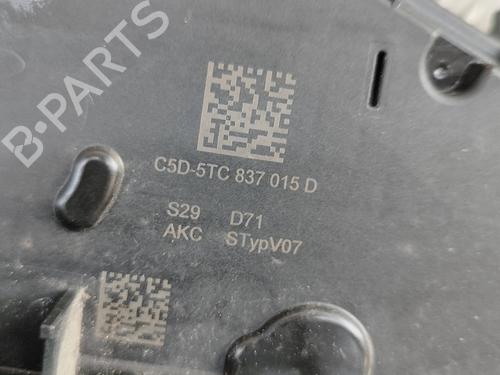 B-PARTS
C5D-5TC 837 015 D
S29 D71
AKC STypV07